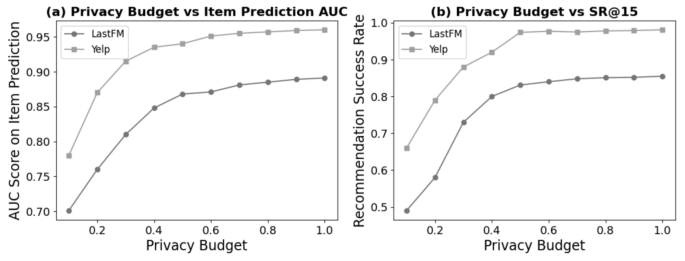 (a) Privacy Budget vs Item Prediction AUC
LastFM
Yelp
0.95
0.90
0.85
0.80
0.75
0.70
AUC Score on Item Prediction
0.2
0.4
0.6
0.8
1.0
Privacy Budget
(b) Privacy Budget vs SR@15
LastFM
Yelp
1.0
0.9
0.8
0.7
0.6
0.5
Recommendation Success Rate
0.2
0.4
0.6
0.8
1.0
Privacy Budget